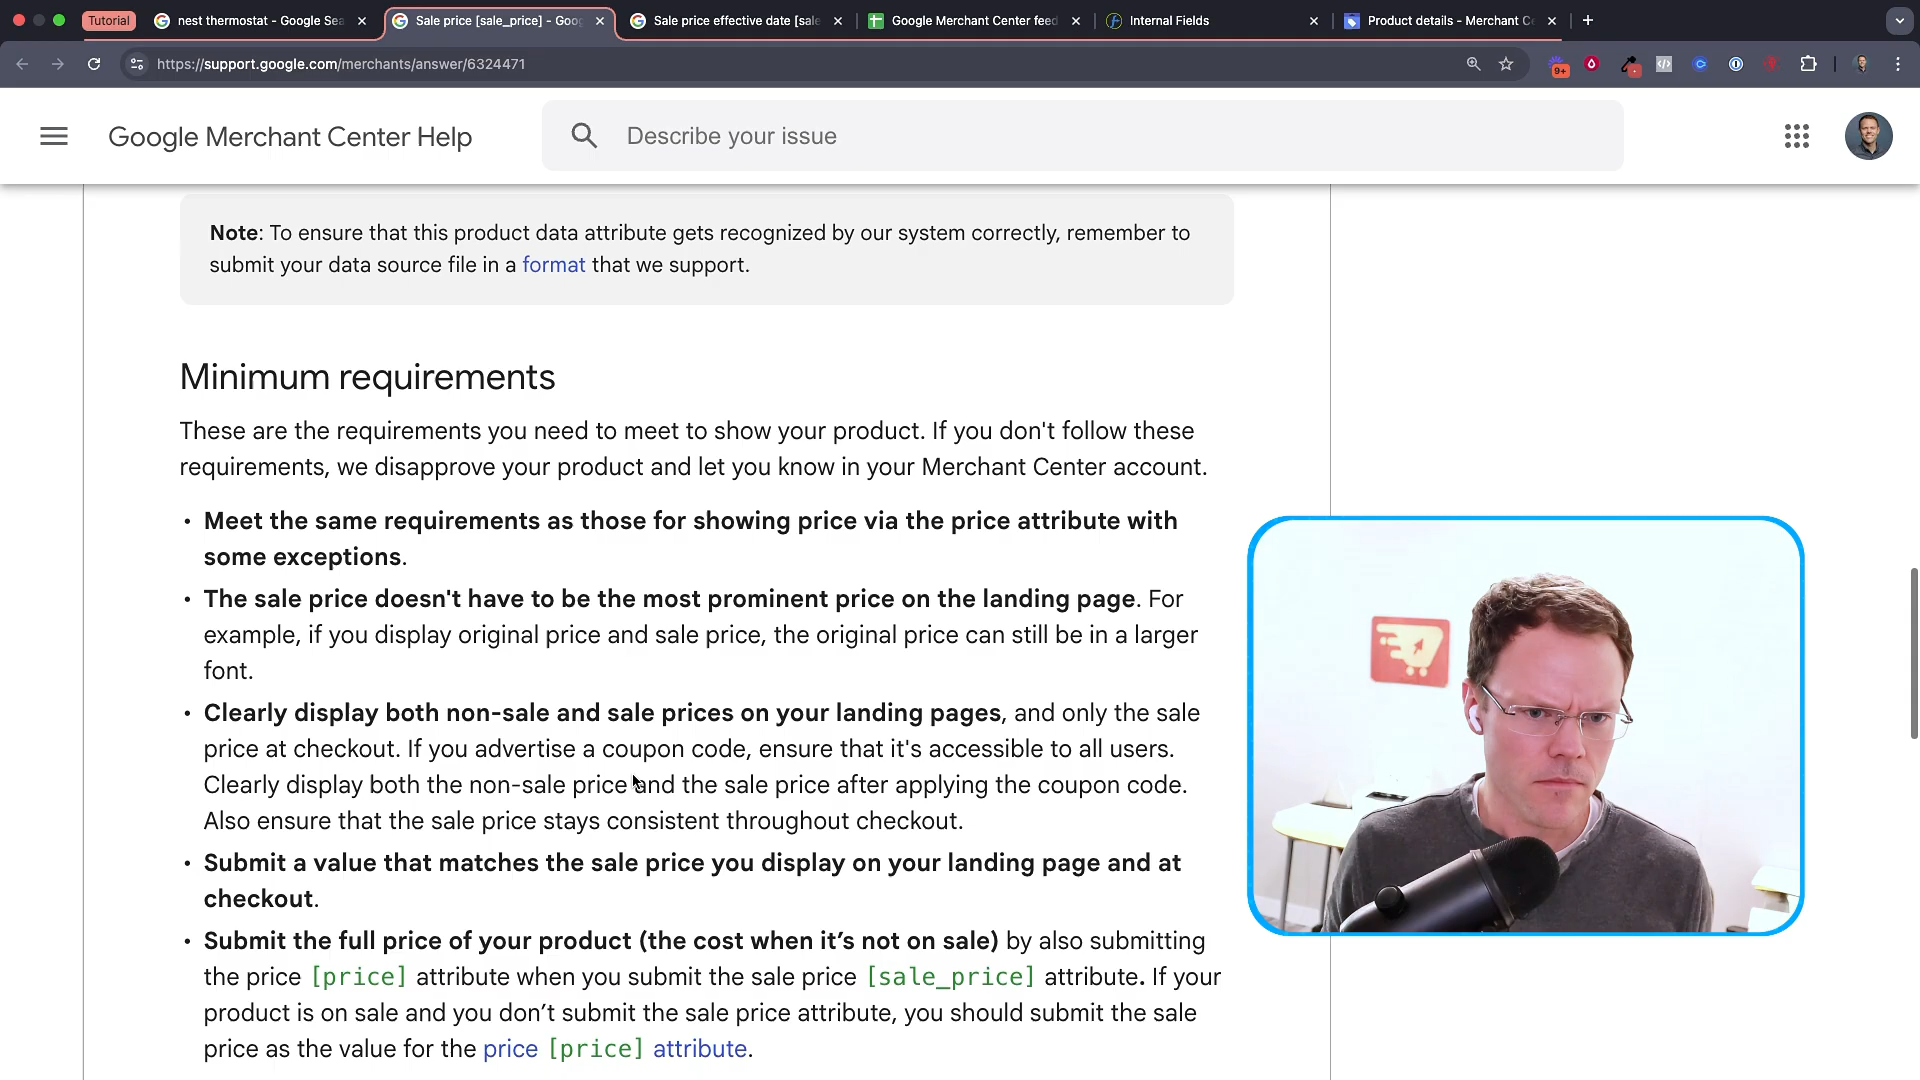 Tutorial
nest thermostat - Google Sea
Sale price [sale_price] - Goog
Sale price effective date [sale
Google Merchant Center feed
Internal Fields
Product details - Merchant Ce
https://support.google.com/merchants/answer/6324471
9+
Google Merchant Center Help
Describe your issue
Note: To ensure that this product data attribute gets recognized by our system correctly, remember to
submit your data source file in a format that we support.
Minimum requirements
These are the requirements you need to meet to show your product. If you don't follow these
requirements, we disapprove your product and let you know in your Merchant Center account.
• Meet the same requirements as those for showing price via the price attribute with
some exceptions.
• The sale price doesn't have to be the most prominent price on the landing page. For
example, if you display original price and sale price, the original price can still be in a larger
font.
• Clearly display both non-sale and sale prices on your landing pages, and only the sale
price at checkout. If you advertise a coupon code, ensure that it's accessible to all users.
Clearly display both the non-sale price and the sale price after applying the coupon code.
Also ensure that the sale price stays consistent throughout checkout.
• Submit a value that matches the sale price you display on your landing page and at
checkout.
• Submit the full price of your product (the cost when it’s not on sale) by also submitting
the price [price] attribute when you submit the sale price [sale_price] attribute. If your
product is on sale and you don’t submit the sale price attribute, you should submit the sale
price as the value for the price [price] attribute.